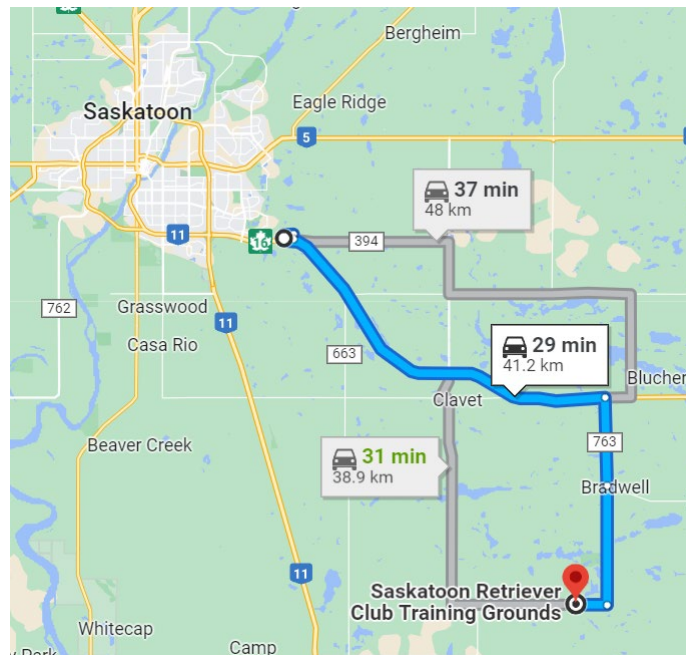 Bergheim
Saskatoon
Eagle Ridge
5
37 min
48 km
11
16
394
762
Grasswood
11
663
29 min
41.2 km
Casa Rio
Clavet
Blucher
763
Beaver Creek
31 min
38.9 km
Bradwell
11
Saskatoon Retriever
Club Training Grounds
Whitecap
Camp